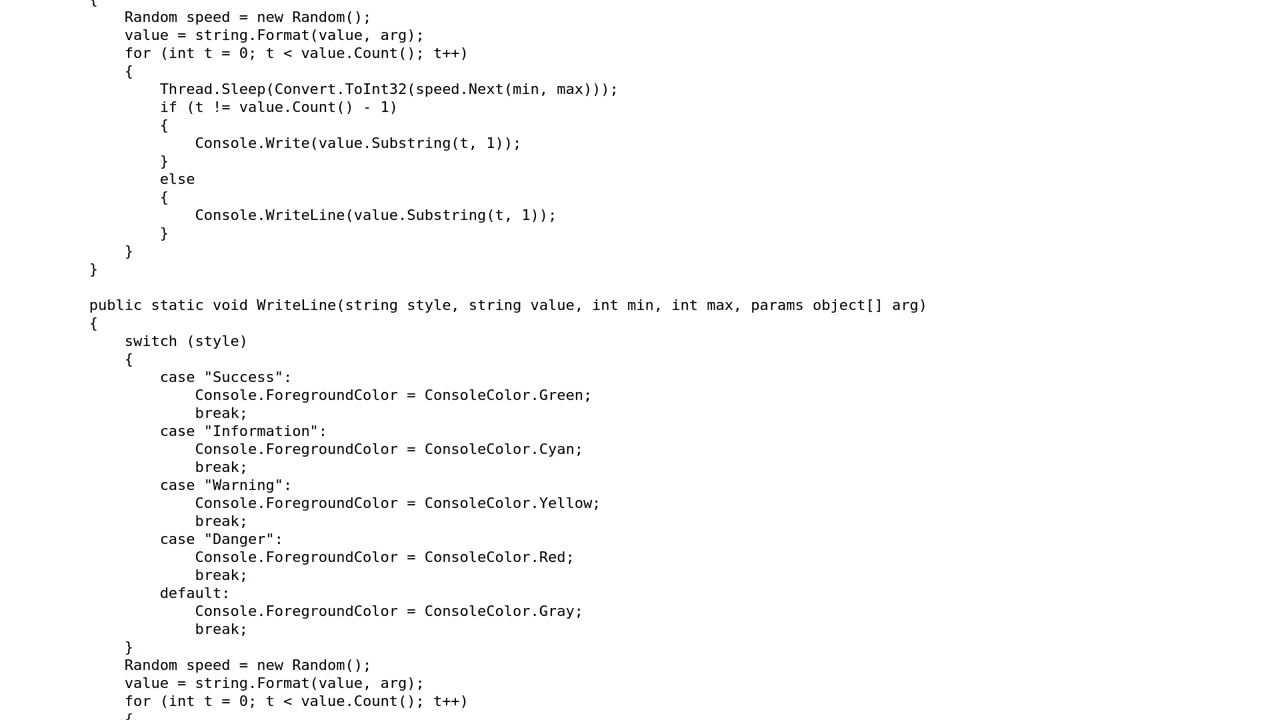 {
Random speed = new Random();
value = string.Format(value, arg);
for (int t = 0; t < value.Count(); t++)
{
Thread.Sleep(Convert.ToInt32(speed.Next(min, max)));
if (t != value.Count() - 1)
{
Console.Write(value.Substring(t, 1));
}
else
{
Console.WriteLine(value.Substring(t, 1));
}
}
}
public static void WriteLine(string style, string value, int min, int max, params object[] arg)
{
switch (style)
{
case "Success":
Console.ForegroundColor = ConsoleColor.Green;
break;
case "Information":
Console.ForegroundColor = ConsoleColor.Cyan;
break;
case "Warning":
Console.ForegroundColor = ConsoleColor.Yellow;
break;
case "Danger":
Console.ForegroundColor = ConsoleColor.Red;
break;
default:
Console.ForegroundColor = ConsoleColor.Gray;
break;
}
Random speed = new Random();
value = string.Format(value, arg);
for (int t = 0; t < value.Count(); t++)
{